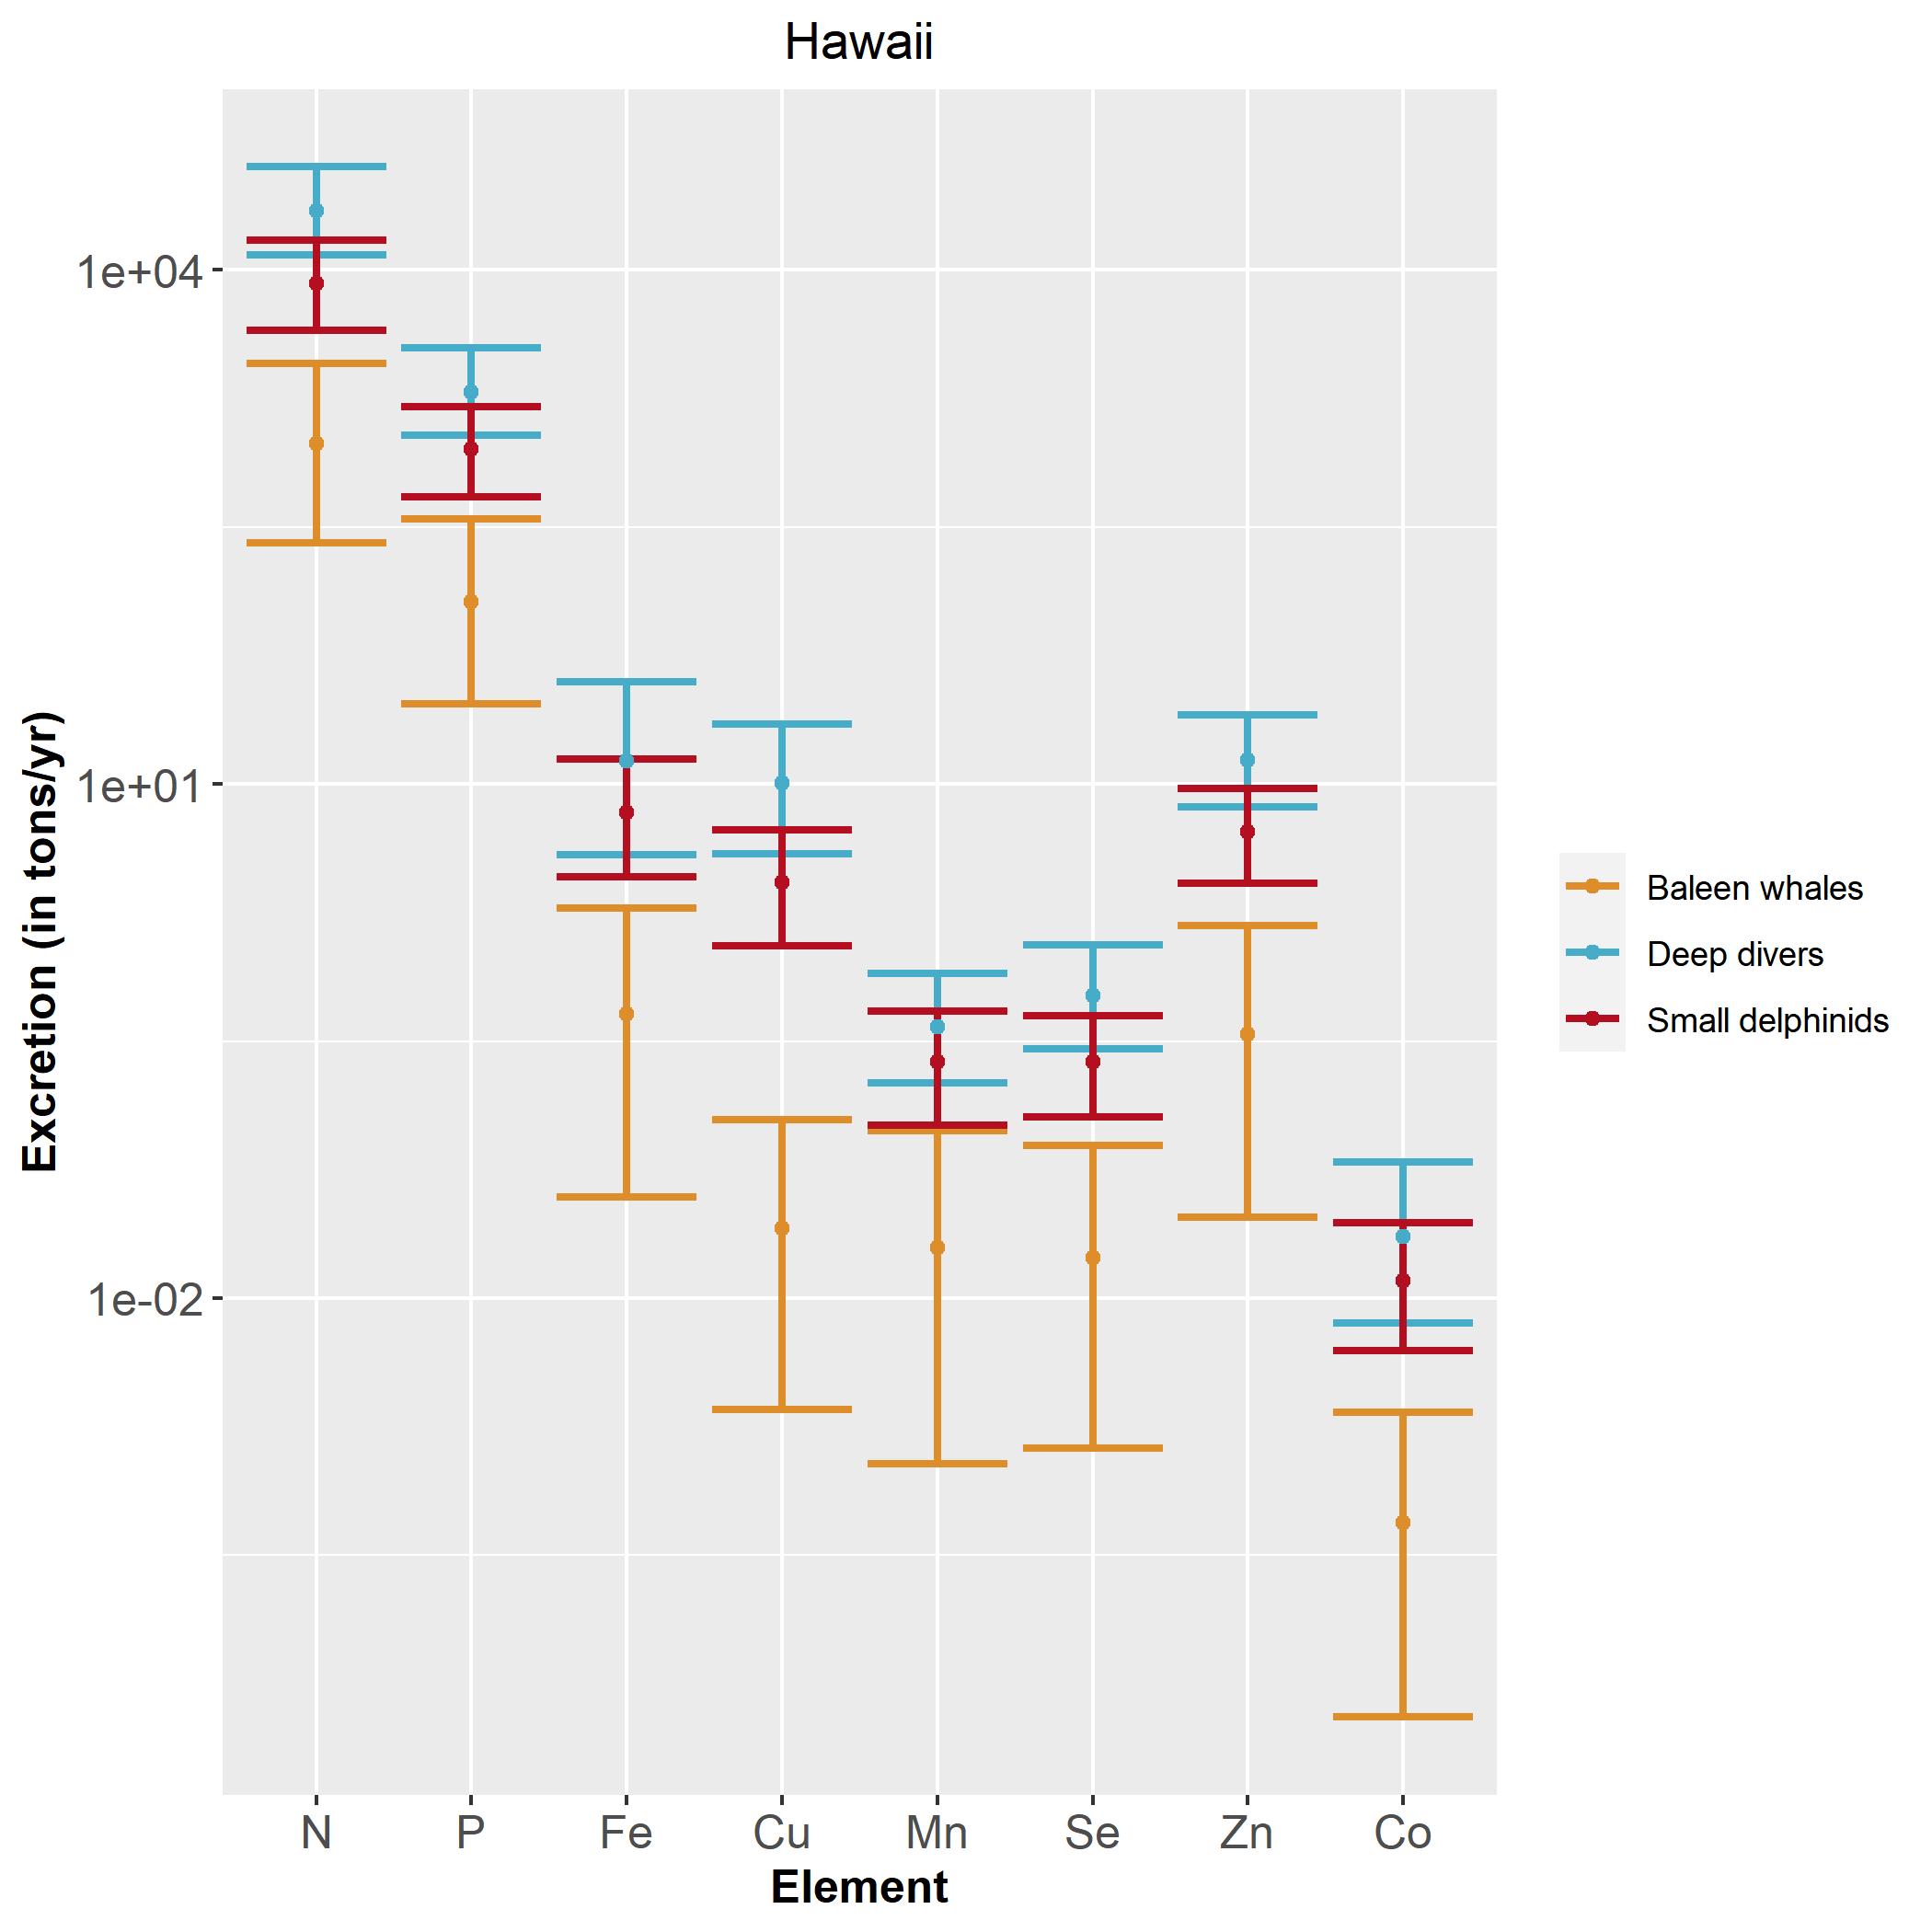 Hawaii
Excretion (in tons/yr)
1e+04
1e+01
1e-02
N P Fe Cu Mn Se Zn Co
Element
Baleen whales
Deep divers
Small delphinids